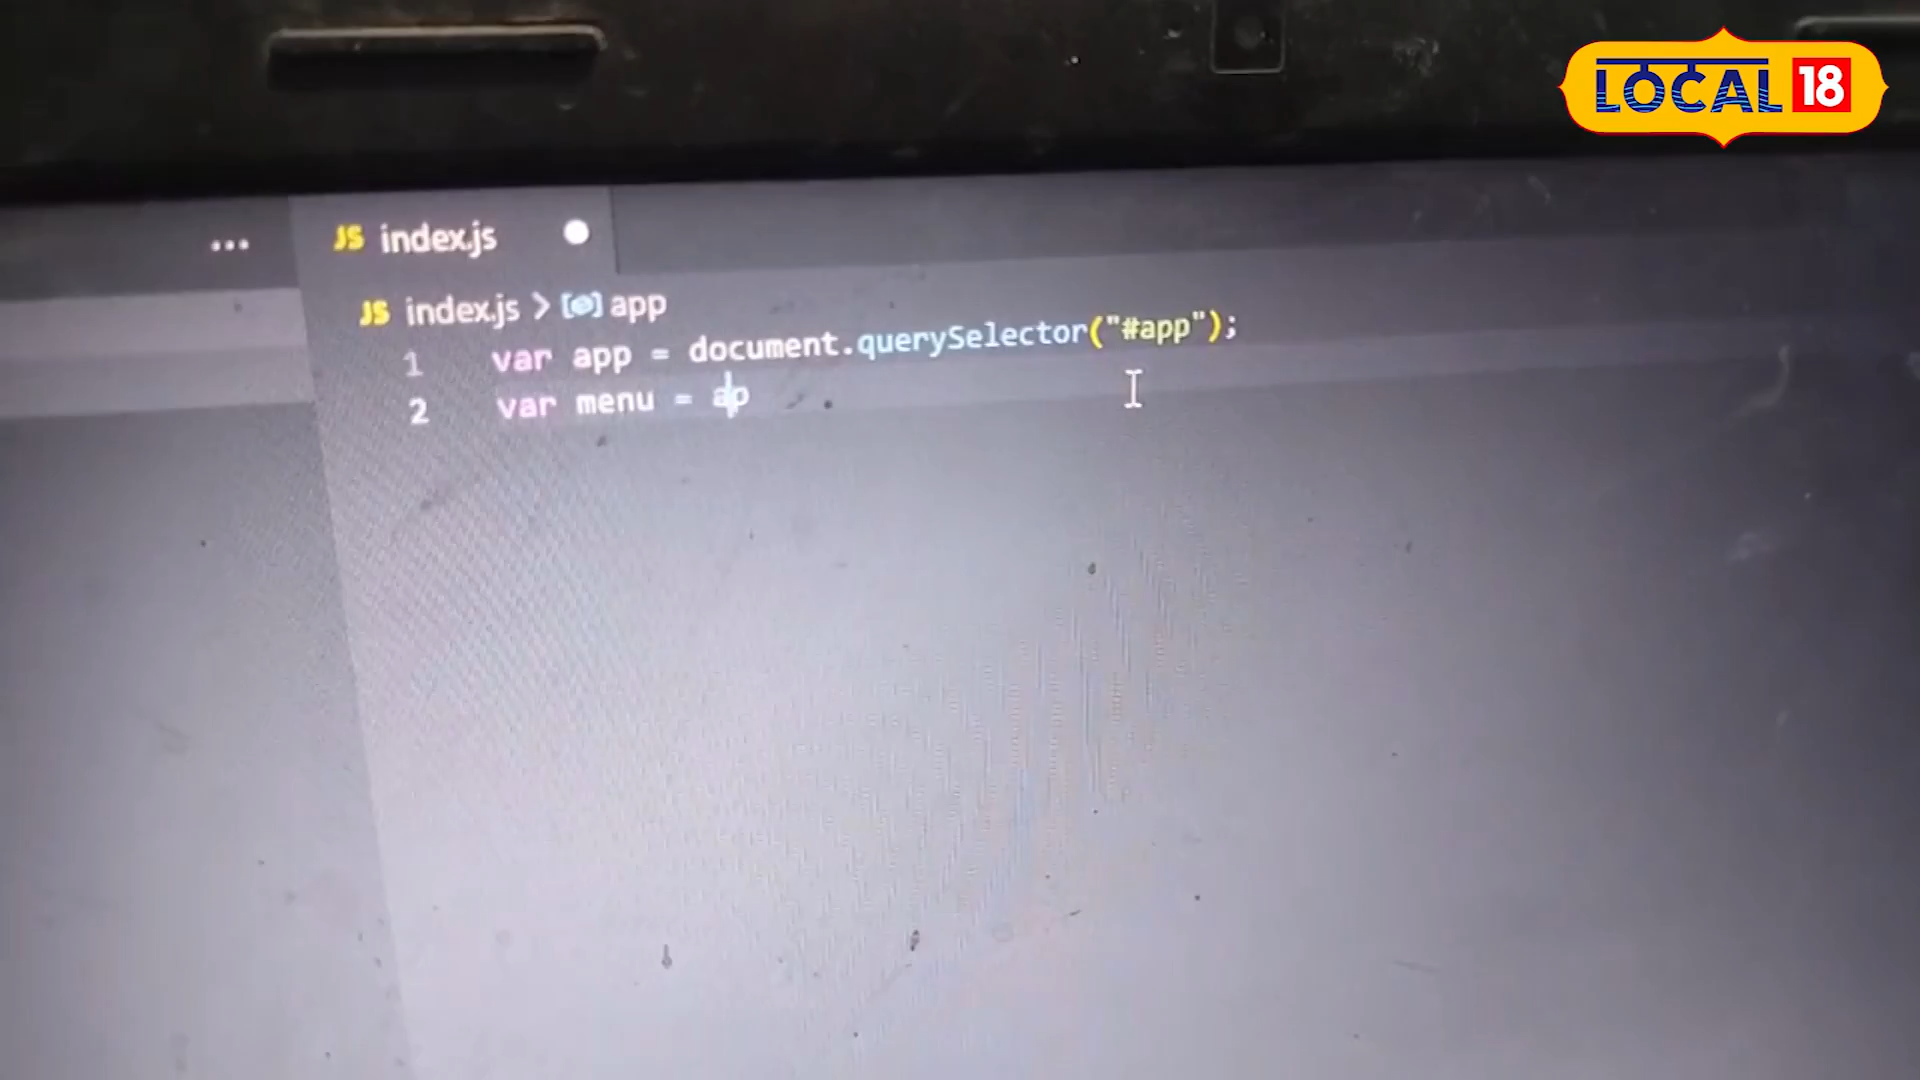 LOCAL 18
... JS index.js
JS index.js > app
1 var app = document.querySelector("#app");
2 var menu = ap